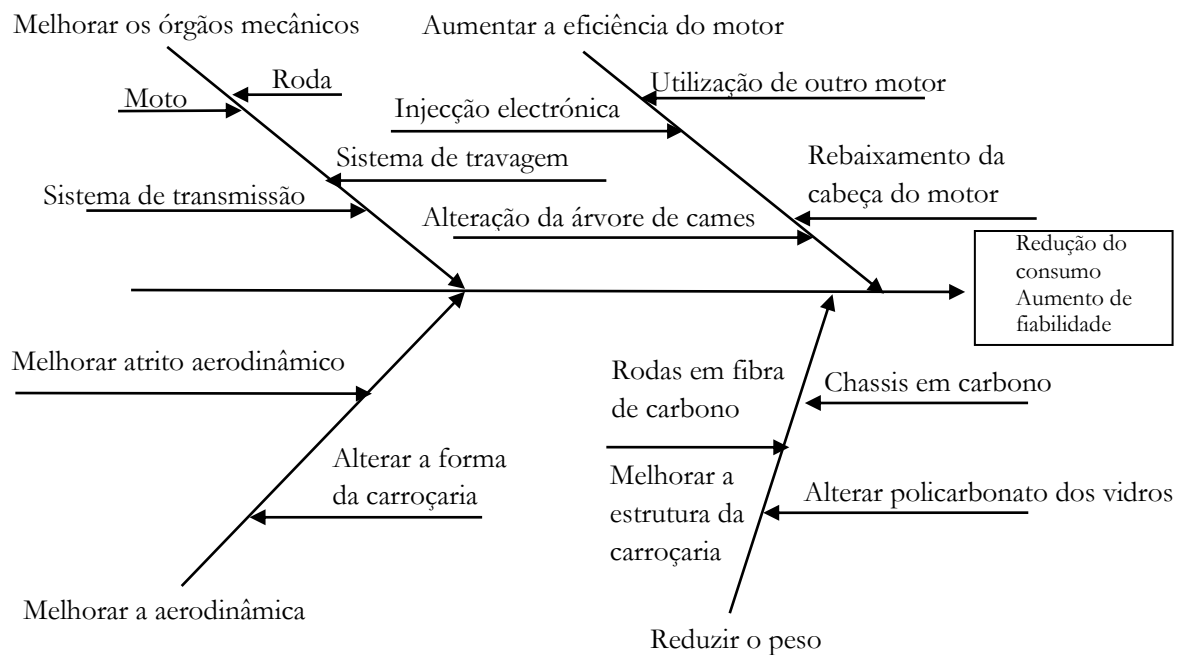 Melhorar os órgãos mecânicos
Aumentar a eficiência do motor
Roda
Moto
Utilização de outro motor
Injecção electrónica
Sistema de travagem
Rebaixamento da
cabeça do motor
Sistema de transmissão
Alteração da árvore de cames
Redução do
consumo
Aumento de
fiabilidade
Melhorar atrito aerodinâmico
Rodas em fibra
de carbono
Chassis em carbono
Alterar a forma
da carroçaria
Melhorar a
estrutura da
carroçaria
Alterar policarbonato dos vidros
Melhorar a aerodinâmica
Reduzir o peso